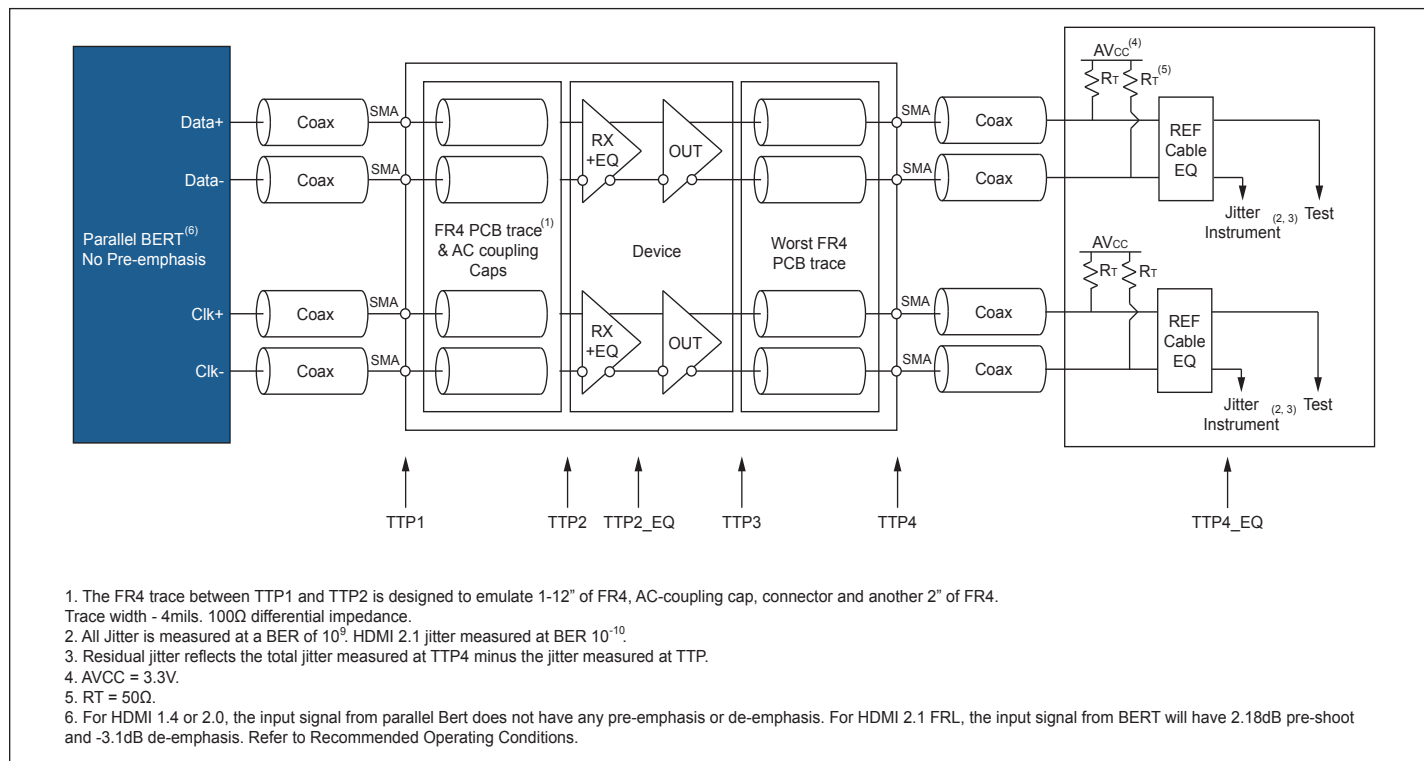 AVCC(4)
RT RT(5)
Data+ Coax SMA SMA Coax
RX +EQ OUT
REF Cable EQ
Data- Coax SMA SMA Coax
Jitter Instrument (2, 3) Test
Parallel BERT(6)
No Pre-emphasis
FR4 PCB trace(1)
& AC coupling
Caps
Device
Worst FR4
PCB trace
AVCC
RT RT
Clk+ Coax SMA SMA Coax
RX +EQ OUT
REF Cable EQ
Clk- Coax SMA SMA Coax
Jitter Instrument (2, 3) Test
TTP1 TTP2 TTP2_EQ TTP3 TTP4 TTP4_EQ
1. The FR4 trace between TTP1 and TTP2 is designed to emulate 1-12” of FR4, AC-coupling cap, connector and another 2” of FR4.
Trace width - 4mils. 100Ω differential impedance.
2. All Jitter is measured at a BER of 10⁹. HDMI 2.1 jitter measured at BER 10⁻¹⁰.
3. Residual jitter reflects the total jitter measured at TTP4 minus the jitter measured at TTP.
4. AVCC = 3.3V.
5. RT = 50Ω.
6. For HDMI 1.4 or 2.0, the input signal from parallel Bert does not have any pre-emphasis or de-emphasis. For HDMI 2.1 FRL, the input signal from BERT will have 2.18dB pre-shoot
and -3.1dB de-emphasis. Refer to Recommended Operating Conditions.